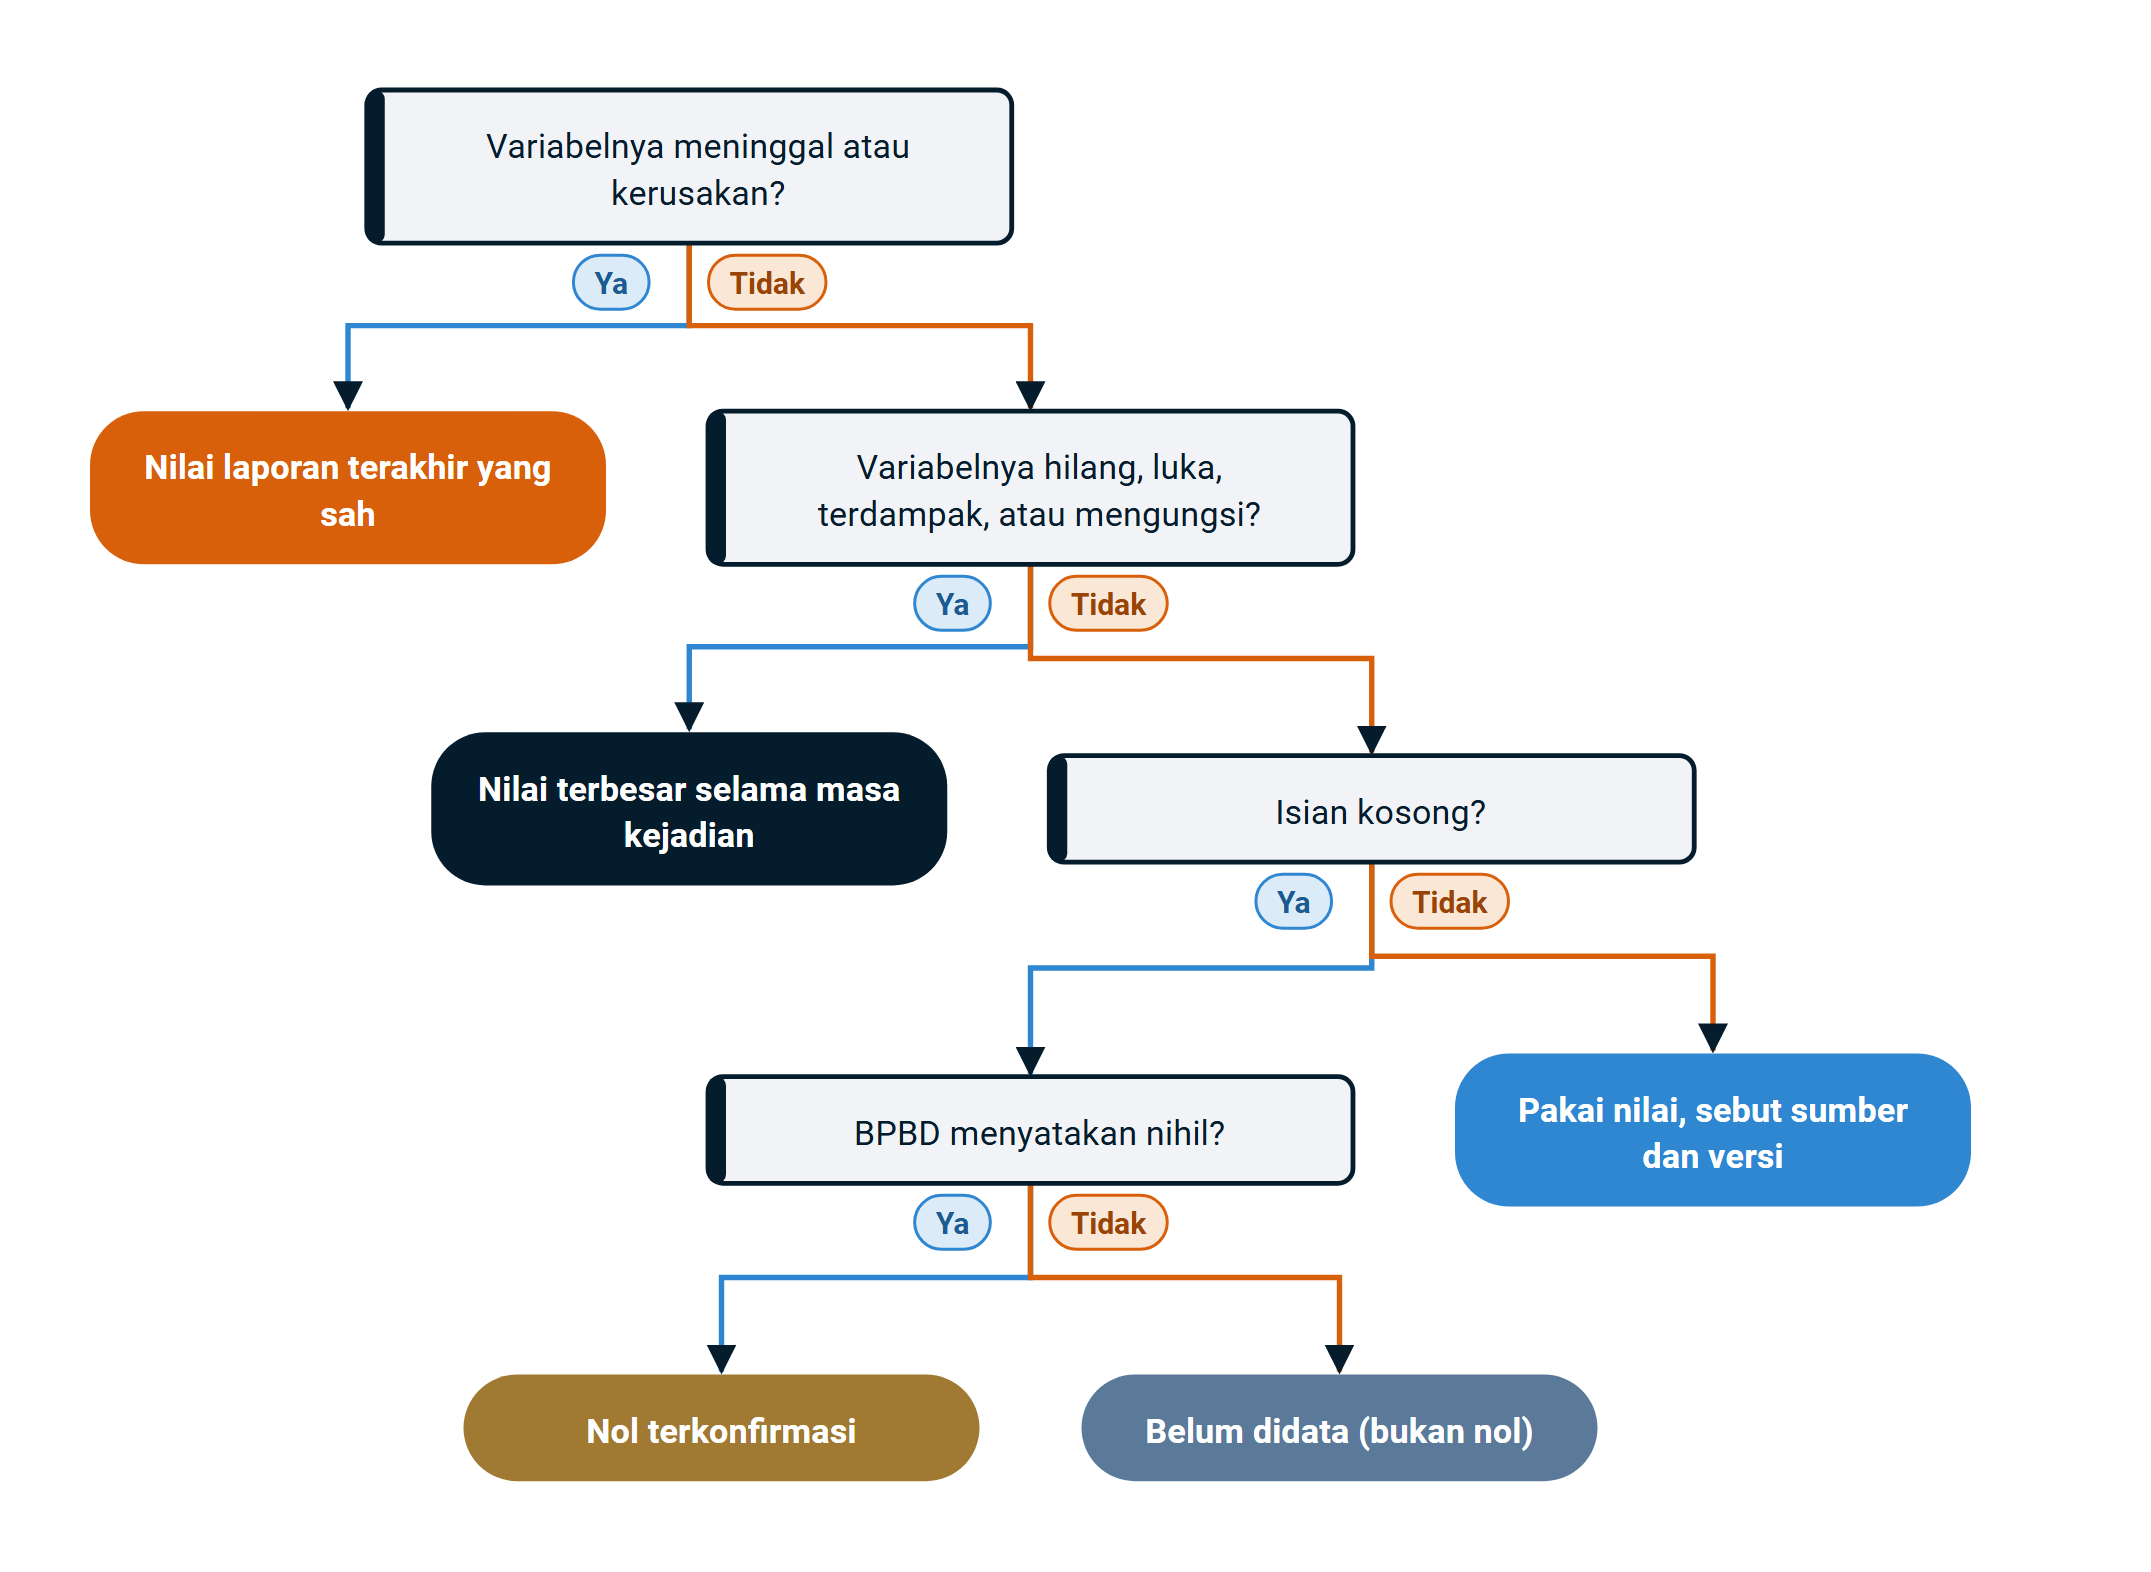 Variabelnya meninggal atau
kerusakan?
Ya
Tidak
Nilai laporan terakhir yang
sah
Variabelnya hilang, luka,
terdampak, atau mengungsi?
Ya
Tidak
Nilai terbesar selama masa
kejadian
Isian kosong?
Ya
Tidak
BPBD menyatakan nihil?
Pakai nilai, sebut sumber
dan versi
Ya
Tidak
Nol terkonfirmasi
Belum didata (bukan nol)